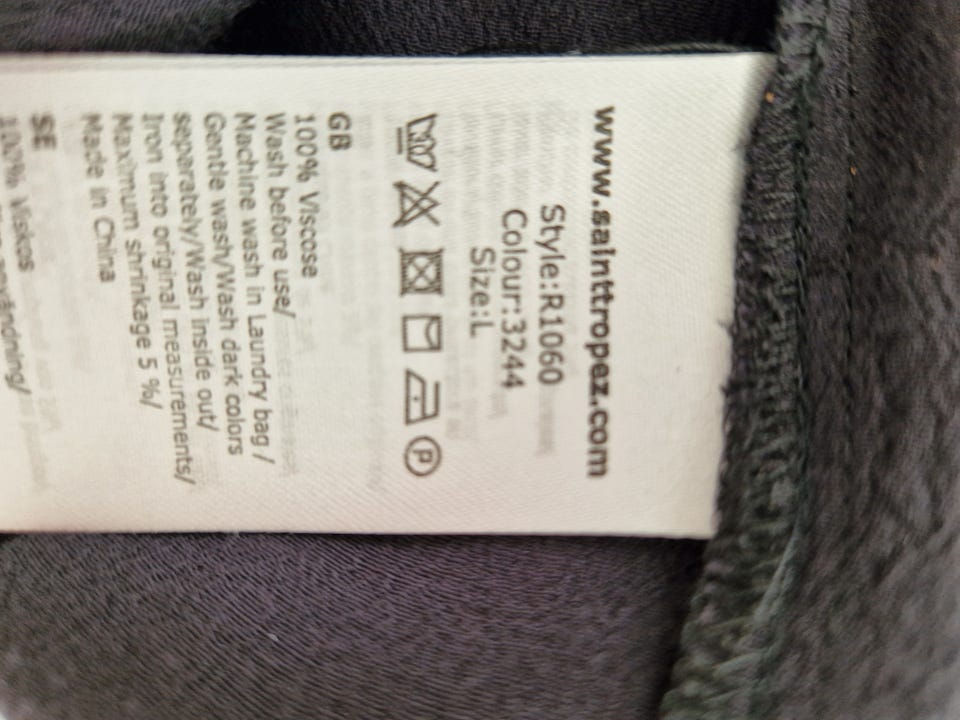 www.sainttropez.com
Style:R1060
Colour:3244
Size:L
P
GB
100% Viscose
Wash before use/
Machine wash in Laundry bag /
Gentle wash/Wash dark colors
separately/Wash inside out/
Iron into original measurements/
Maximum shrinkage 5 %/
Made in China
SE
100% Viskos